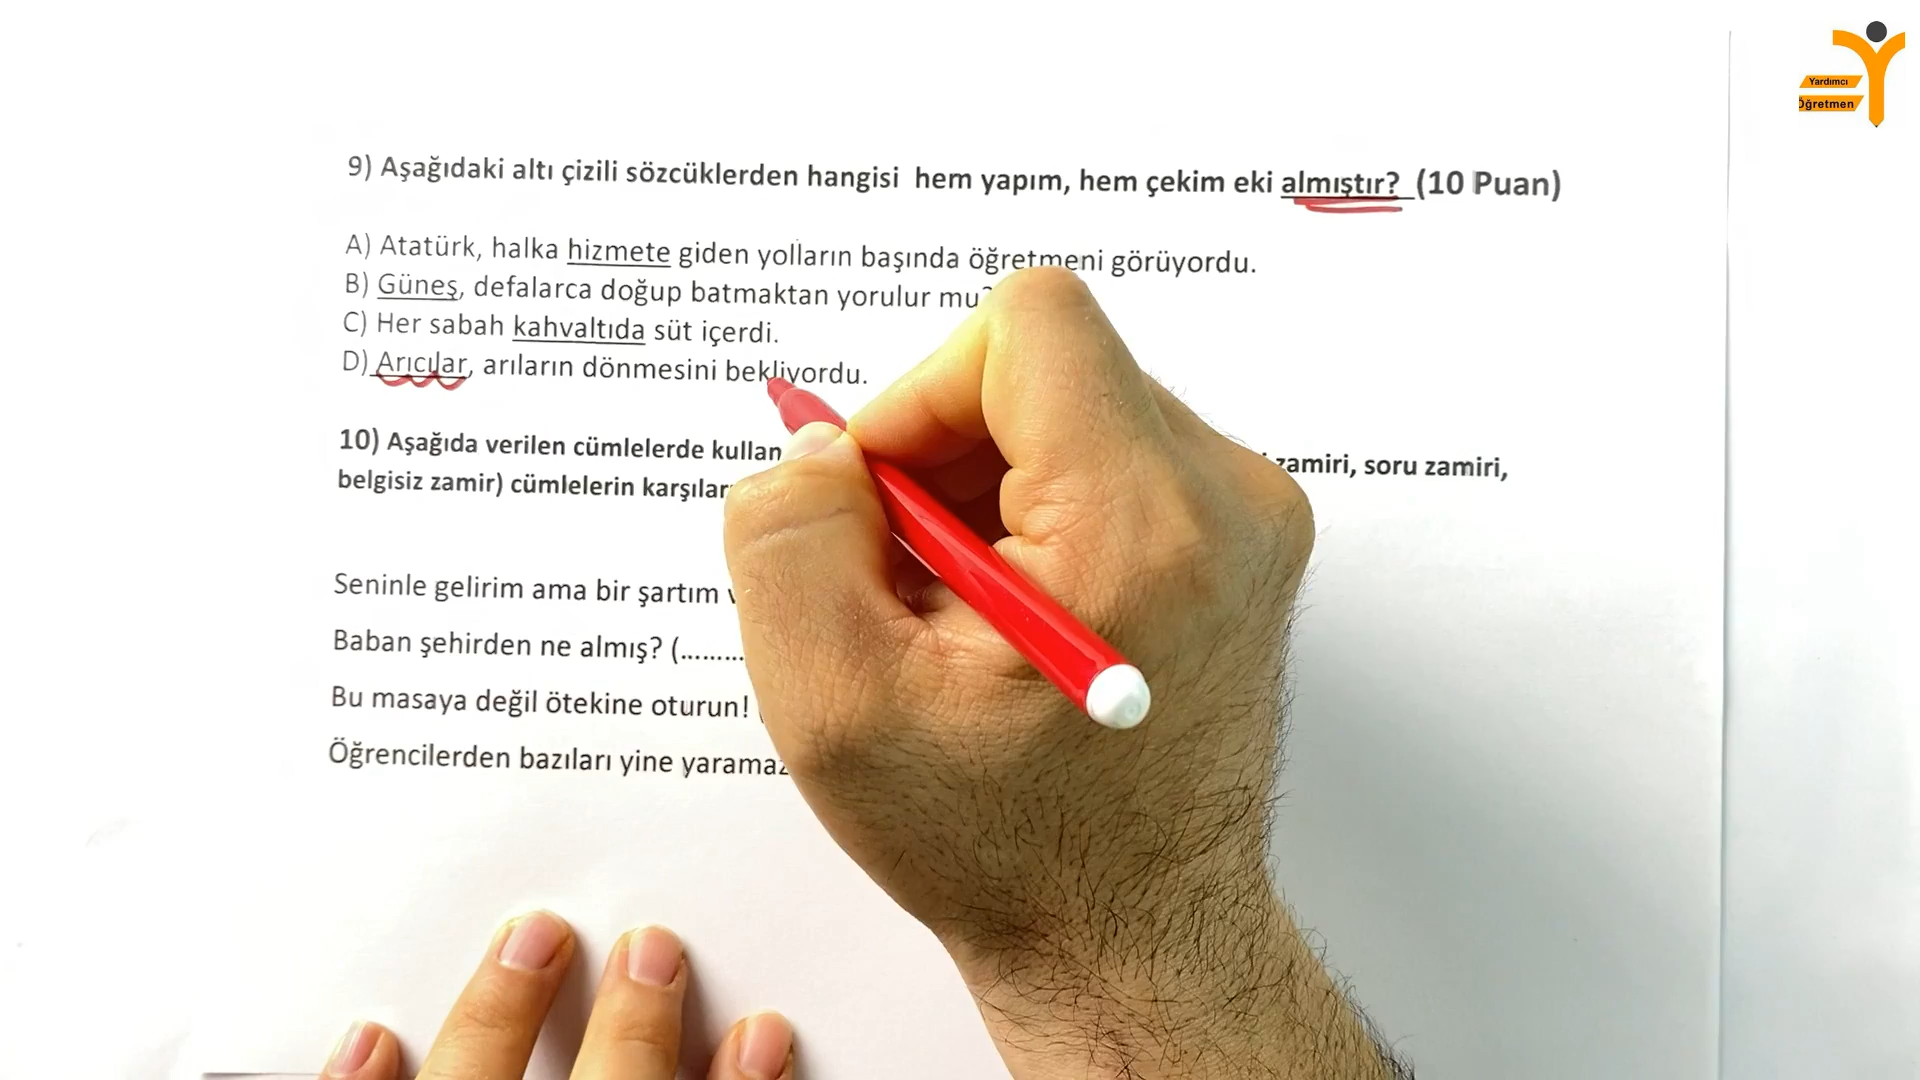 Yardımcı
Öğretmen
9) Aşağıdaki altı çizili sözcüklerden hangisi hem yapım, hem çekim eki almıştır? (10 Puan)
A) Atatürk, halka hizmete giden yolların başında öğretmeni görüyordu.
B) Güneş, defalarca doğup batmaktan yorulur mu?
C) Her sabah kahvaltıda süt içerdi.
D) Arıcılar, arıların dönmesini bekliyordu.
10) Aşağıda verilen cümlelerde kullan zamiri, soru zamiri,
belgisiz zamir) cümlelerin karşılar
Seninle gelirim ama bir şartım
Baban şehirden ne almış? (.........
Bu masaya değil ötekine oturun!
Öğrencilerden bazıları yine yaramaz